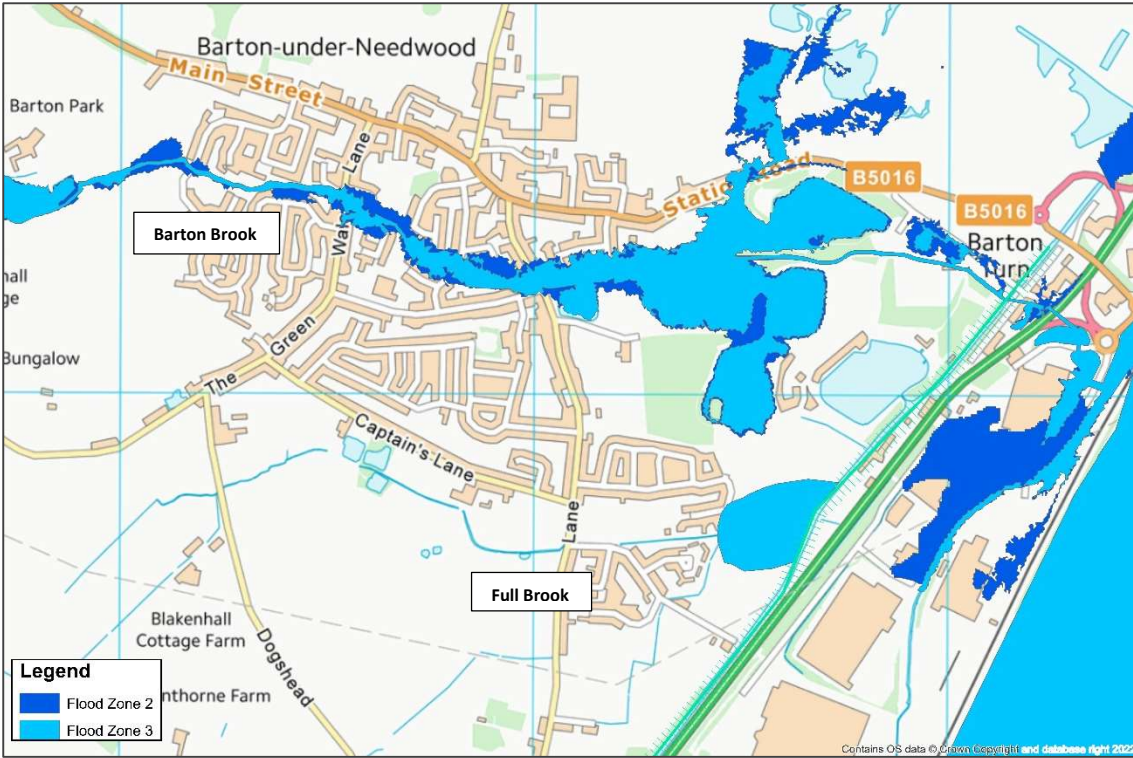 Barton-under-Needwood
Main Street
Barton Park
Lane
Station Road
B5016
B5016
Barton Brook
Barton
Turn
Wal
hall
ge
Green
Bungalow
The
Captain's Lane
Lane
Full Brook
Blakenhall
Cottage Farm
Dogshead
nthorne Farm
Legend
Flood Zone 2
Flood Zone 3
Contains OS data © Crown Copyright and database right 2022